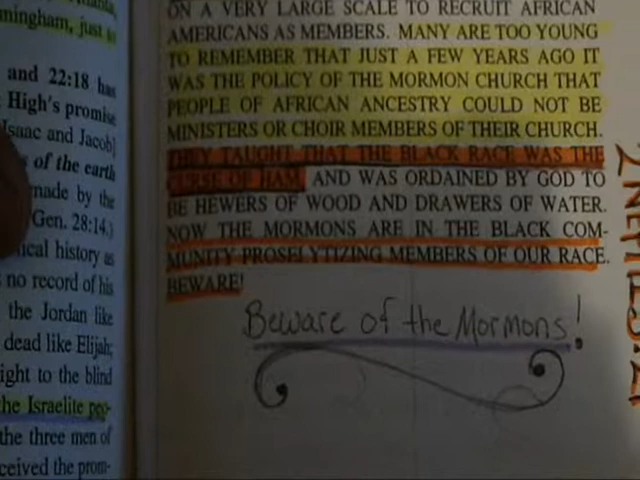 mingham, just to
and 22:18 has
High's promise
Isaac and Jacob]
s of the earth
made by the
Gen. 28:14.)
ical history as
no record of his
the Jordan like
dead like Elijah;
ight to the blind
the Israelite peo-
the three men of
ceived the prom-
ON A VERY LARGE SCALE TO RECRUIT AFRICAN
AMERICANS AS MEMBERS. MANY ARE TOO YOUNG
TO REMEMBER THAT JUST A FEW YEARS AGO IT
WAS THE POLICY OF THE MORMON CHURCH THAT
PEOPLE OF AFRICAN ANCESTRY COULD NOT BE
MINISTERS OR CHOIR MEMBERS OF THEIR CHURCH.
THEY TAUGHT THAT THE BLACK RACE WAS THE
CURSE OF HAM, AND WAS ORDAINED BY GOD TO
BE HEWERS OF WOOD AND DRAWERS OF WATER.
NOW THE MORMONS ARE IN THE BLACK COM-
MUNITY PROSELYTIZING MEMBERS OF OUR RACE.
BEWARE!
Beware of the Mormons!
2 NEPHI 5:21